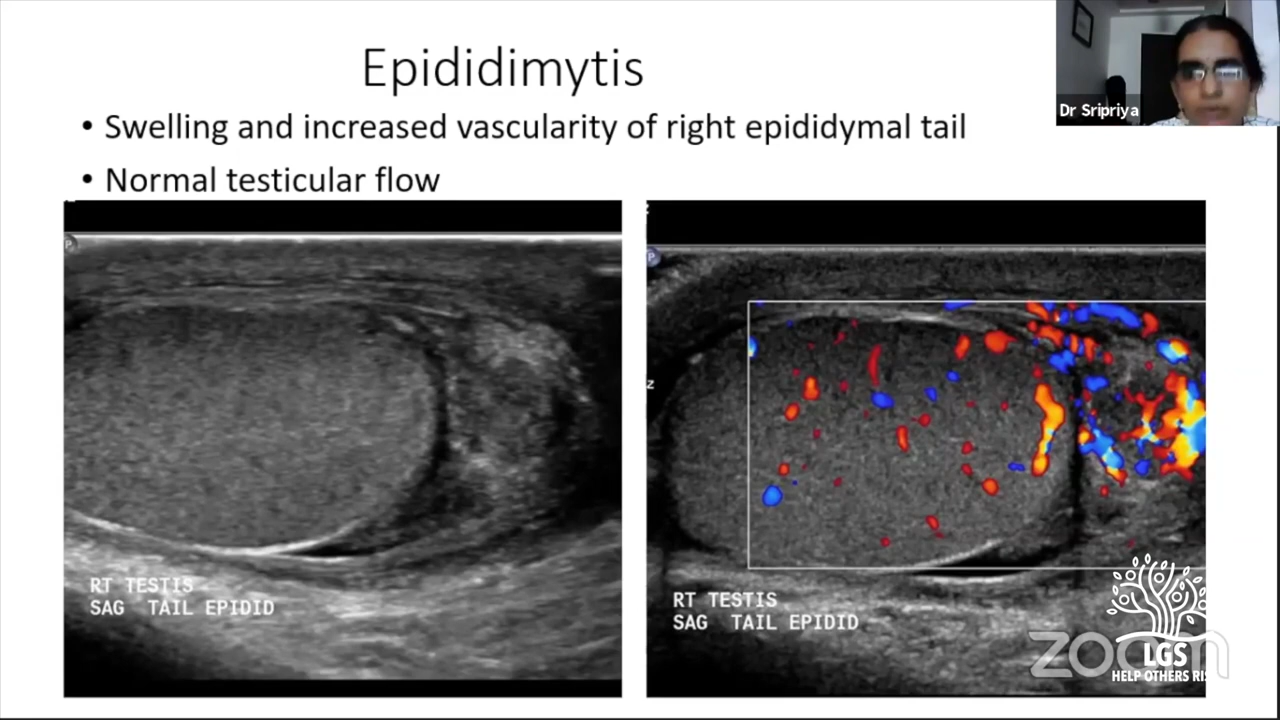 Epididimytis
• Swelling and increased vascularity of right epididymal tail
• Normal testicular flow
Dr Sripriya
P
RT TESTIS
SAG TAIL EPIDID
z
P
z
RT TESTIS
SAG TAIL EPIDID
zoom
LGS
HELP OTHERS RIS